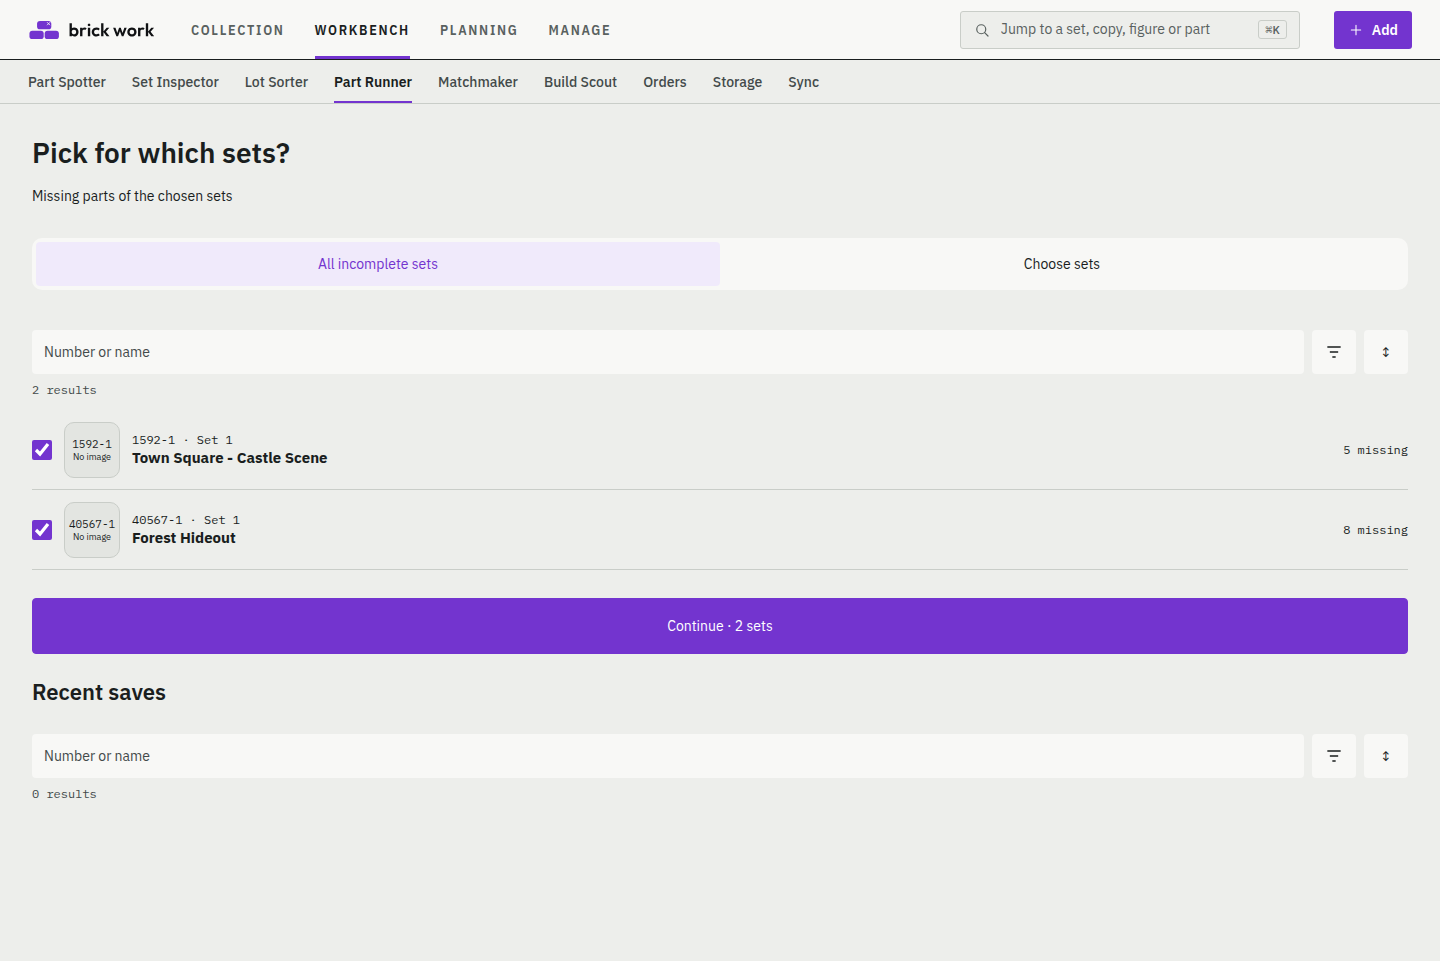 brick work
COLLECTION
WORKBENCH
PLANNING
MANAGE
Jump to a set, copy, figure or part
⌘K
+ Add
Part Spotter
Set Inspector
Lot Sorter
Part Runner
Matchmaker
Build Scout
Orders
Storage
Sync
Pick for which sets?
Missing parts of the chosen sets
All incomplete sets
Choose sets
Number or name
2 results
1592-1
No image
1592-1 · Set 1
Town Square - Castle Scene
5 missing
40567-1
No image
40567-1 · Set 1
Forest Hideout
8 missing
Continue · 2 sets
Recent saves
Number or name
0 results